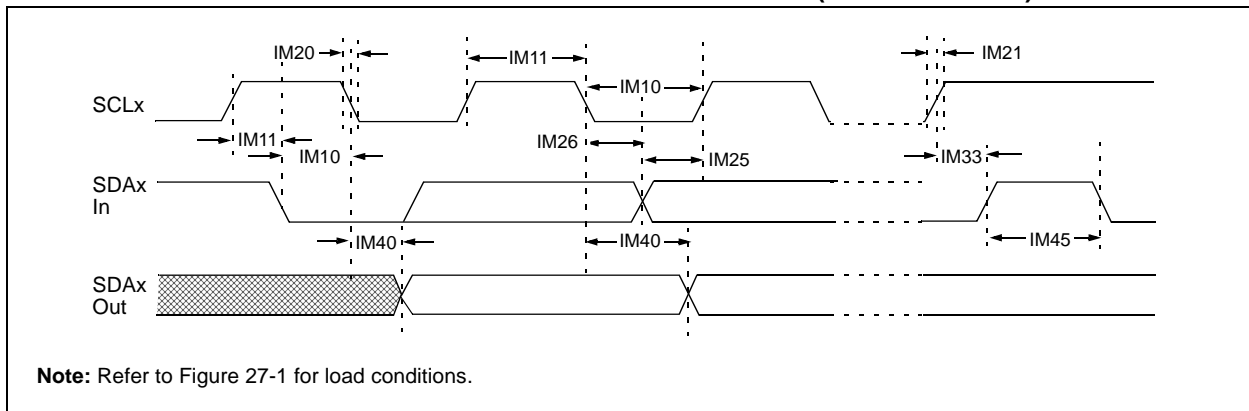 IM20
IM11
IM21
IM10
SCLx
IM11
IM26
IM10
IM25
IM33
SDAx
In
IM40
IM40
IM45
SDAx
Out
Note: Refer to Figure 27-1 for load conditions.